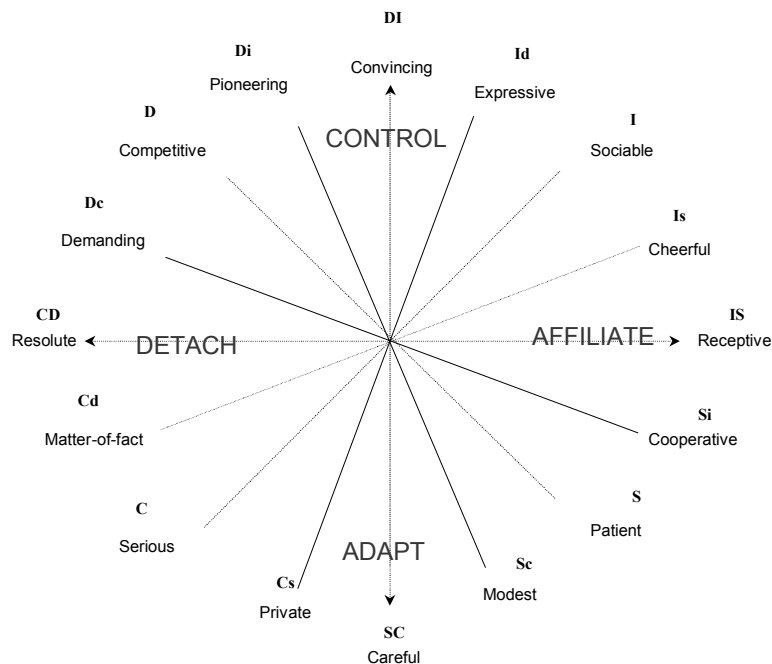 DI
Convincing
Di
Pioneering
Id
Expressive
D
Competitive
CONTROL
I
Sociable
Dc
Demanding
Is
Cheerful
CD
Resolute
DETACH
AFFILIATE
IS
Receptive
Cd
Matter-of-fact
Si
Cooperative
C
Serious
S
Patient
ADAPT
Cs
Private
Sc
Modest
SC
Careful